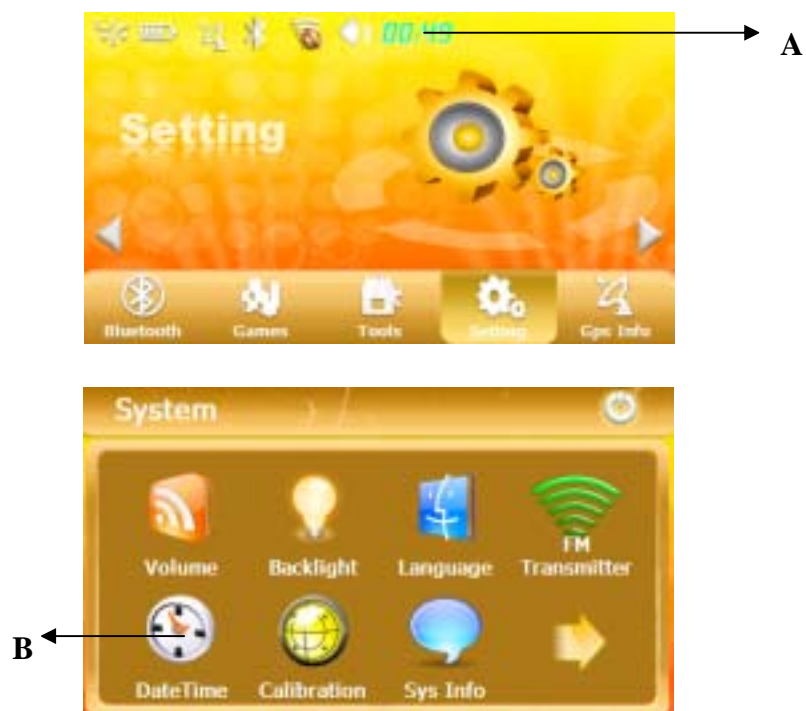 00:49
A
Setting
Bluetooth Games Tools Setting Gps Info
System
Volume Backlight Language FM Transmitter
B
DateTime Calibration Sys Info